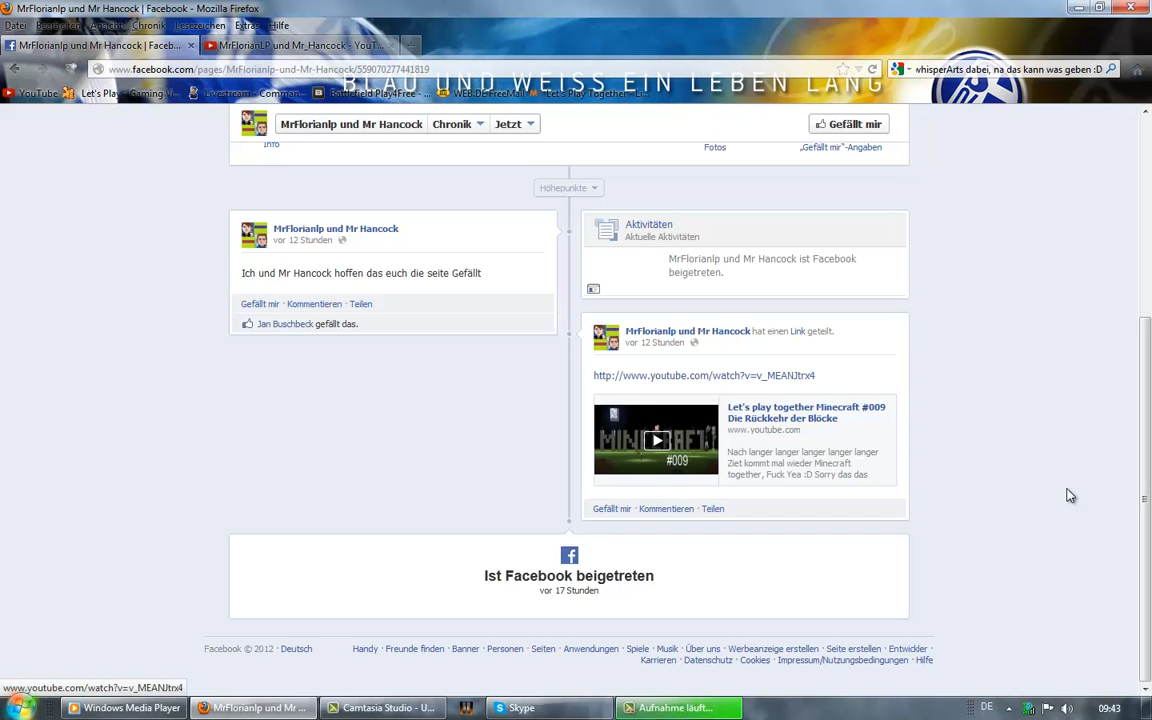 MrFlorianlp und Mr Hancock | Facebook - Mozilla Firefox
Datei Bearbeiten Ansicht Chronik Lesezeichen Extras Hilfe
MrFlorianlp und Mr Hancock | Faceb... MrFlorianLP und Mr_Hancock - YouT...
www.facebook.com/pages/MrFlorianlp-und-Mr-Hancock/559070277441819
whisperArts dabei, na das kann was geben :D
BLAU UND WEISS EIN LEBEN LANG
YouTube Let's Play - Gaming V... Livestream - Comman... Battlefield Play4Free - ... WEB.DE FreeMail Let's Play Together -
MrFlorianlp und Mr Hancock Chronik Jetzt Gefällt mir
Info Fotos „Gefällt mir“-Angaben
Höhepunkte
MrFlorianlp und Mr Hancock
vor 12 Stunden
Ich und Mr Hancock hoffen das euch die seite Gefällt
Gefällt mir · Kommentieren · Teilen
Jan Buschbeck gefällt das.
Aktivitäten
Aktuelle Aktivitäten
MrFlorianlp und Mr Hancock ist Facebook
beigetreten.
MrFlorianlp und Mr Hancock hat einen Link geteilt.
vor 12 Stunden
http://www.youtube.com/watch?v=v_MEANJtrx4
MINECRAFT
#009
Let's play together Minecraft #009
Die Rückkehr der Blöcke
www.youtube.com
Nach langer langer langer langer langer
Ziet kommt mal wieder Minecraft
together, Fuck Yea :D Sorry das das
Gefällt mir · Kommentieren · Teilen
Ist Facebook beigetreten
vor 17 Stunden
Facebook © 2012 · Deutsch
Handy · Freunde finden · Banner · Personen · Seiten · Anwendungen · Spiele · Musik · Über uns · Werbeanzeige erstellen · Seite erstellen · Entwickler ·
Karrieren · Datenschutz · Cookies · Impressum/Nutzungsbedingungen · Hilfe
www.youtube.com/watch?v=v_MEANJtrx4
Windows Media Player MrFlorianlp und Mr ... Camtasia Studio - U... Skype Aufnahme läuft... DE 09:43